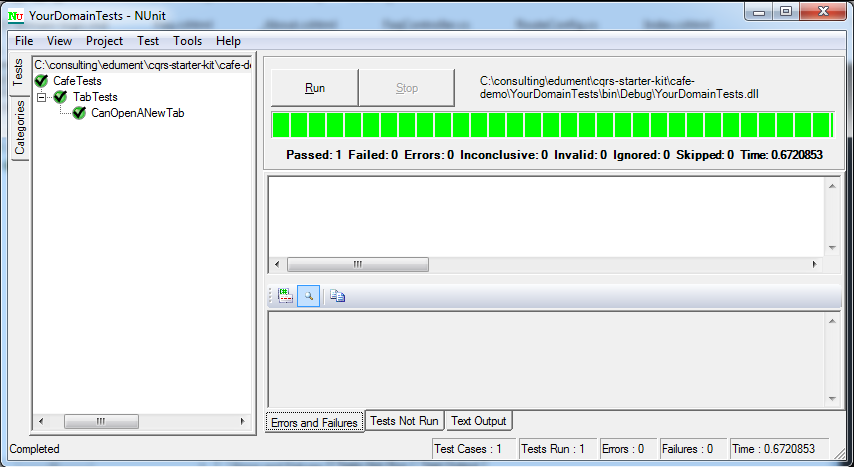 YourDomainTests - NUnit
File View Project Test Tools Help
Tests
Categories
C:\consulting\edument\cqrs-starter-kit\cafe-de
CafeTests
TabTests
CanOpenANewTab
Run
Stop
C:\consulting\edument\cqrs-starter-kit\cafe-
demo\YourDomainTests\bin\Debug\YourDomainTests.dll
Passed: 1 Failed: 0 Errors: 0 Inconclusive: 0 Invalid: 0 Ignored: 0 Skipped: 0 Time: 0.6720853
Errors and Failures
Tests Not Run
Text Output
Completed
Test Cases : 1
Tests Run : 1
Errors : 0
Failures : 0
Time : 0.6720853